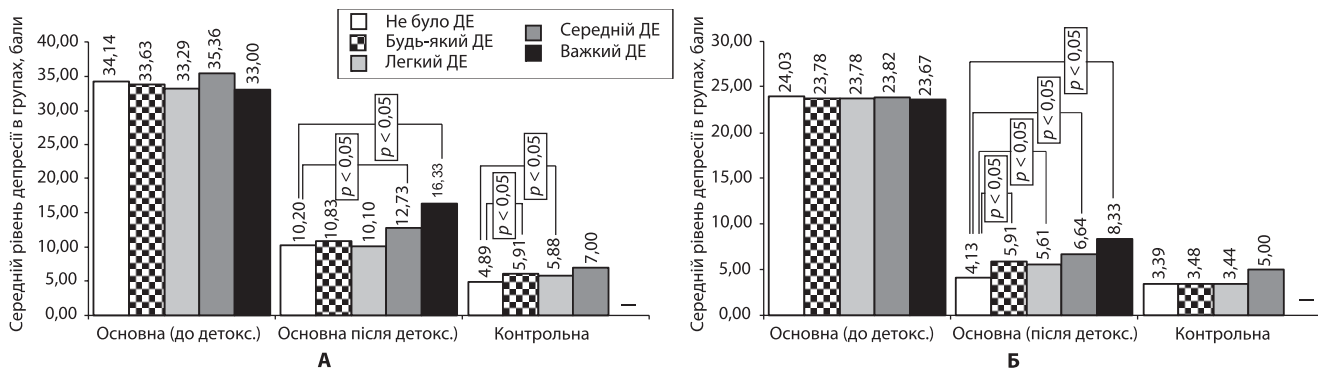 Середній рівень депресії в групах, бали
40,00
35,00
30,00
25,00
20,00
15,00
10,00
5,00
0,00
Не було ДЕ
Будь-який ДЕ
Легкий ДЕ
Середній ДЕ
Важкий ДЕ
34,14
33,63
33,29
35,36
33,00
10,20
10,83
10,10
12,73
16,33
p < 0,05
p < 0,05
4,89
5,91
5,88
7,00
–
p < 0,05
p < 0,05
Основна (до детокс.)
Основна після детокс.)
Контрольна
А
Середній рівень депресії в групах, бали
30,00
25,00
20,00
15,00
10,00
5,00
0,00
24,03
23,78
23,78
23,82
23,67
4,13
5,91
5,61
6,64
8,33
p < 0,05
p < 0,05
p < 0,05
p < 0,05
3,39
3,48
3,44
5,00
–
Основна (до детокс.)
Основна (після детокс.)
Контрольна
Б